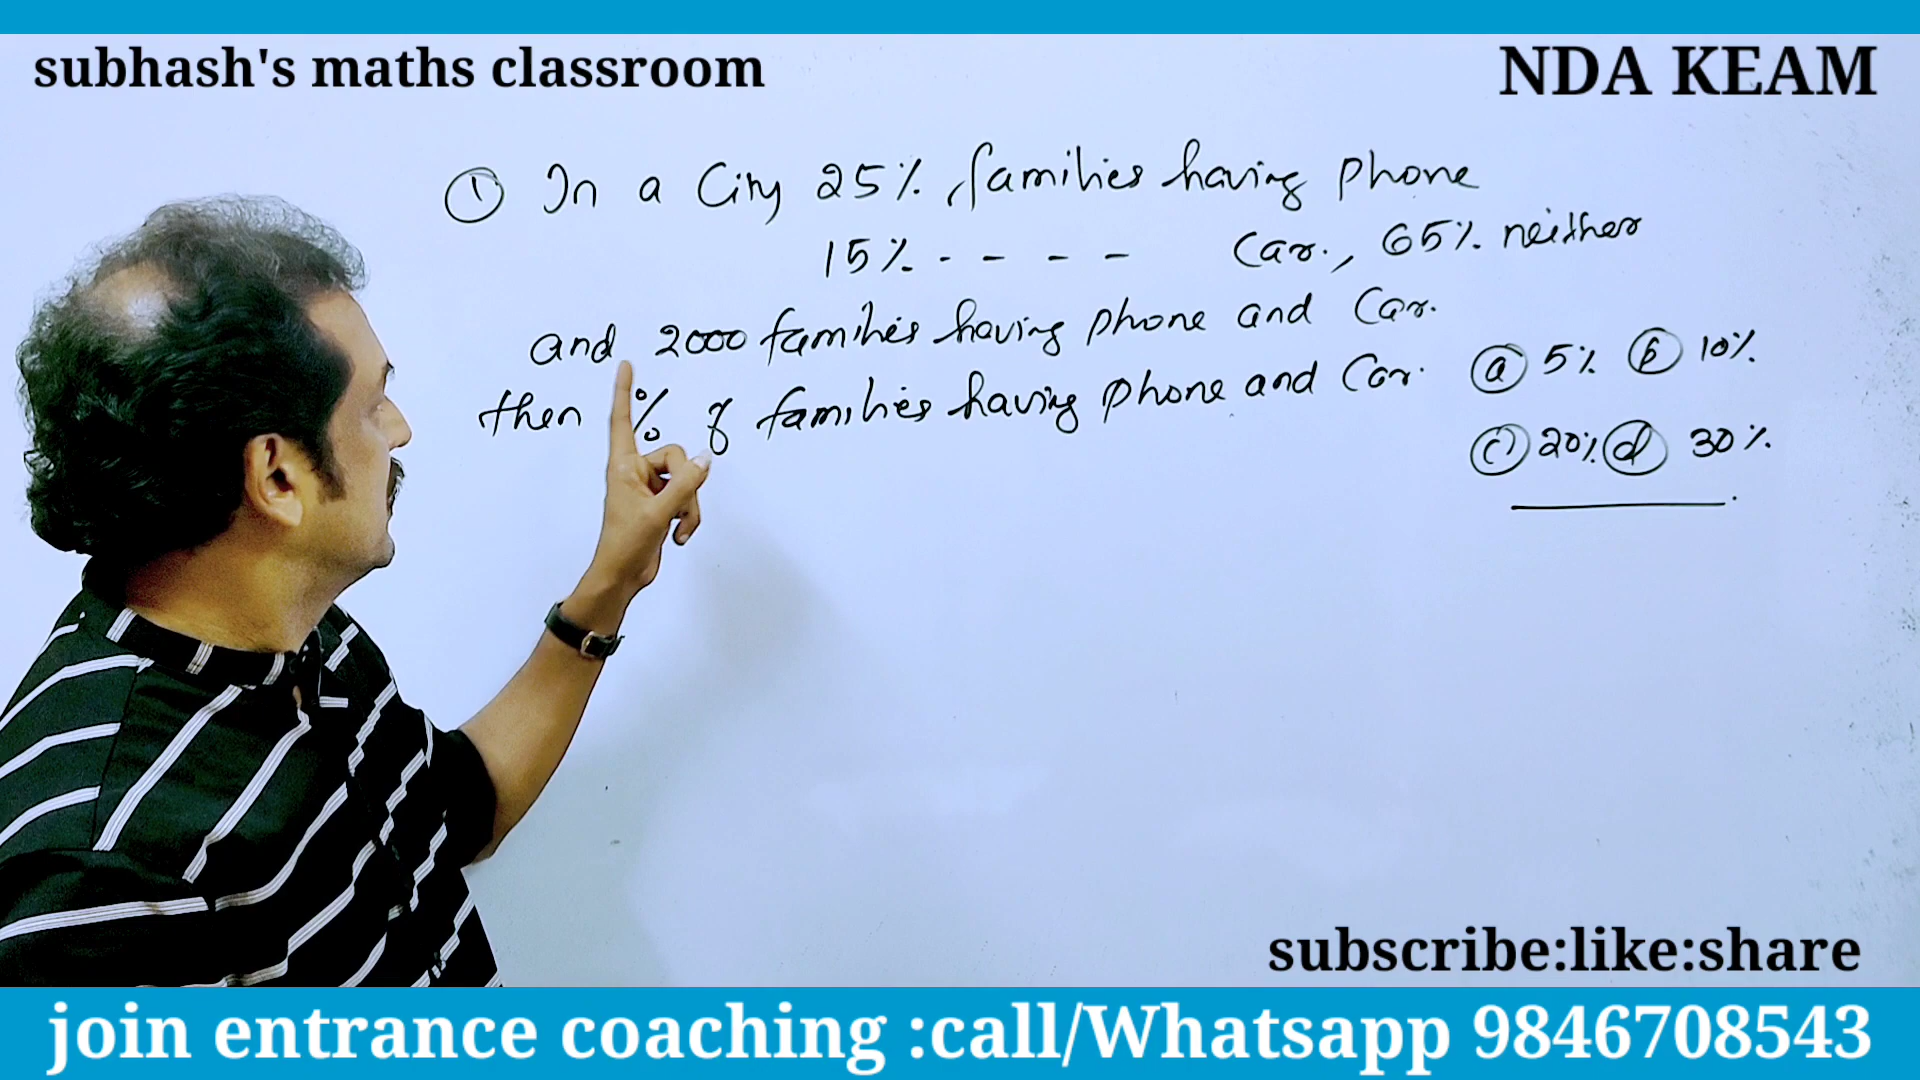 subhash's maths classroom
NDA KEAM
① In a City 25% families having phone
15% - - - - Car., 65% neither
and 2000 families having phone and Car.
then % of families having phone and Car.
ⓐ 5% ⓑ 10%
ⓒ 20% ⓓ 30%
subscribe:like:share
join entrance coaching :call/Whatsapp 9846708543